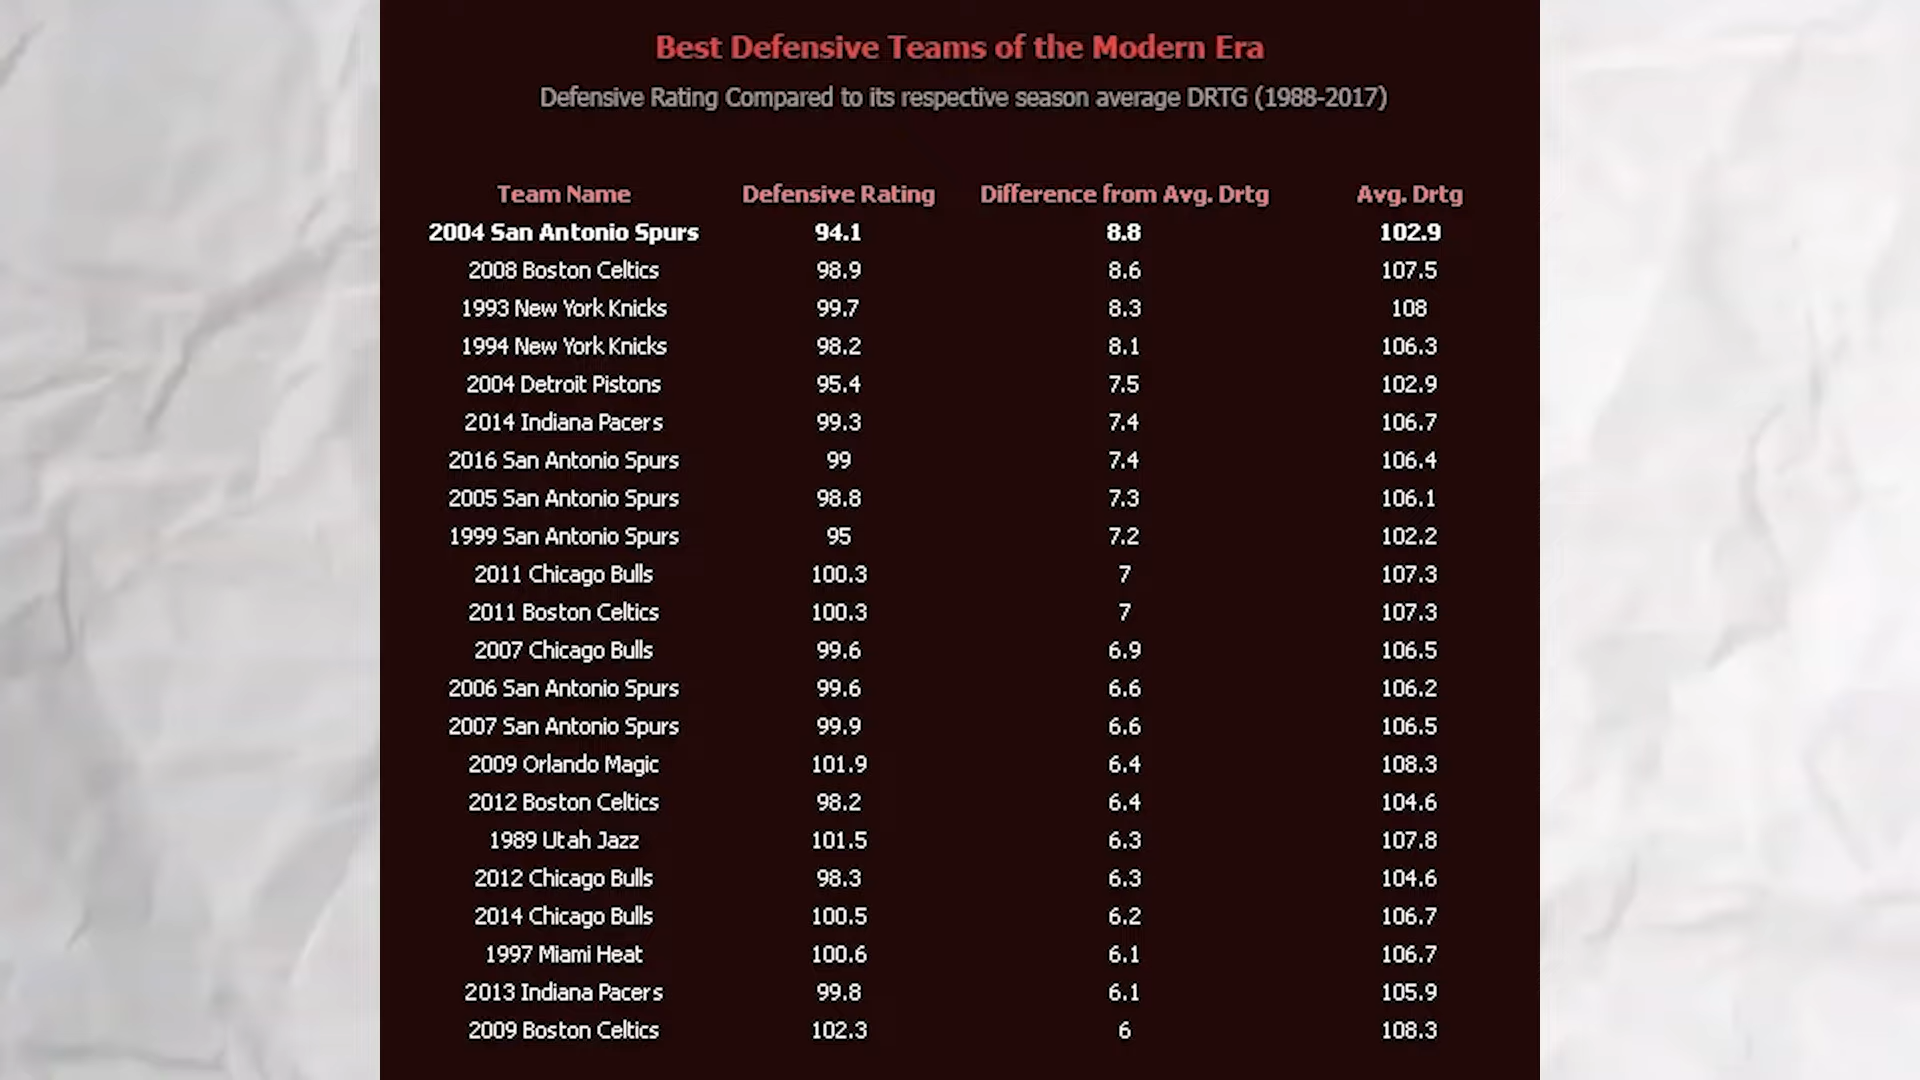 Best Defensive Teams of the Modern Era
Defensive Rating Compared to its respective season average DRTG (1988-2017)
Team Name Defensive Rating Difference from Avg. Drtg Avg. Drtg
2004 San Antonio Spurs 94.1 8.8 102.9
2008 Boston Celtics 98.9 8.6 107.5
1993 New York Knicks 99.7 8.3 108
1994 New York Knicks 98.2 8.1 106.3
2004 Detroit Pistons 95.4 7.5 102.9
2014 Indiana Pacers 99.3 7.4 106.7
2016 San Antonio Spurs 99 7.4 106.4
2005 San Antonio Spurs 98.8 7.3 106.1
1999 San Antonio Spurs 95 7.2 102.2
2011 Chicago Bulls 100.3 7 107.3
2011 Boston Celtics 100.3 7 107.3
2007 Chicago Bulls 99.6 6.9 106.5
2006 San Antonio Spurs 99.6 6.6 106.2
2007 San Antonio Spurs 99.9 6.6 106.5
2009 Orlando Magic 101.9 6.4 108.3
2012 Boston Celtics 98.2 6.4 104.6
1989 Utah Jazz 101.5 6.3 107.8
2012 Chicago Bulls 98.3 6.3 104.6
2014 Chicago Bulls 100.5 6.2 106.7
1997 Miami Heat 100.6 6.1 106.7
2013 Indiana Pacers 99.8 6.1 105.9
2009 Boston Celtics 102.3 6 108.3